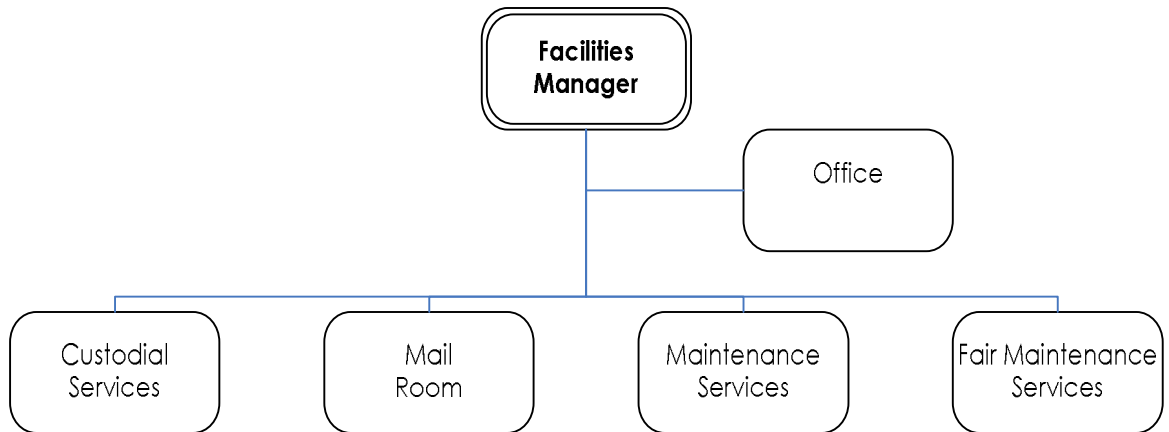 Facilities
Manager
Office
Custodial
Services
Mail
Room
Maintenance
Services
Fair Maintenance
Services